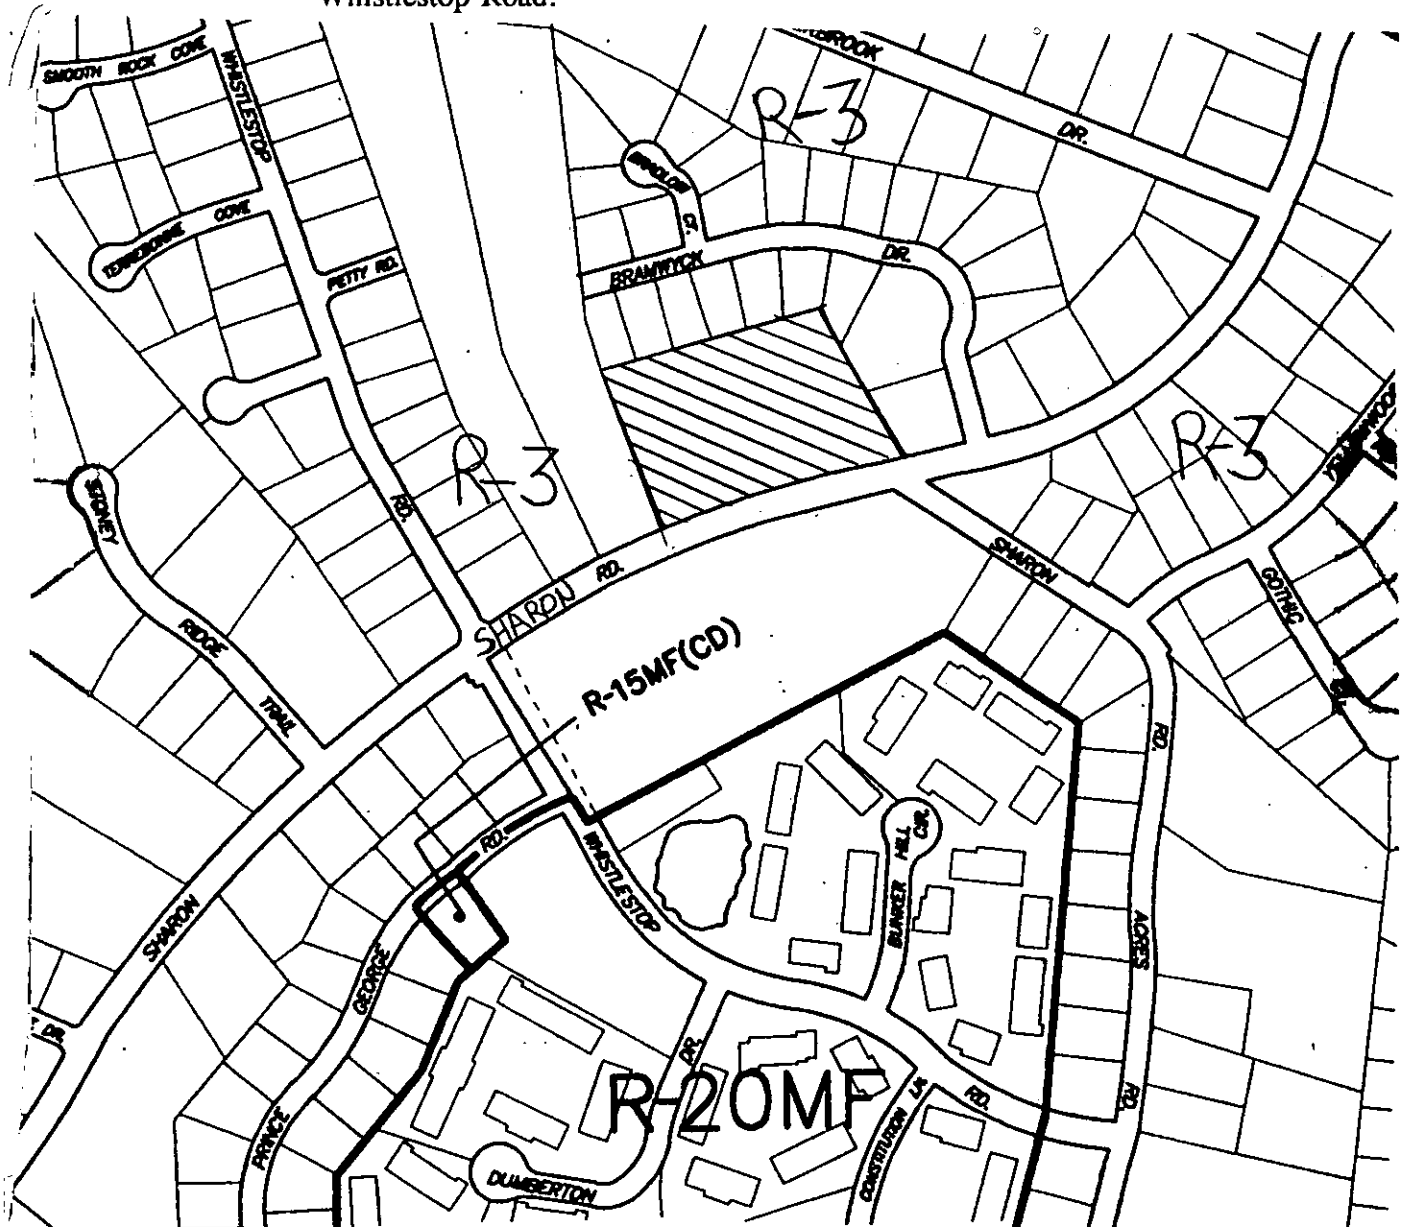 Whistlestop Road.
SMOOTH ROCK COVE
WHISTLESTOP
BROOK
DR.
R-3
TERREBONNE COVE
CT.
PETTY RD.
BRAMWYCK
DR.
R-3
R-3
STONEY
RD.
SHARON
RD.
SHARON
GOTHIC
RIDGE
TRAIL
R-15MF(CD)
RD.
RD.
WHISTLESTOP
BUNKER HILL CIR.
SHARON
GEORGE
ACRES
DR.
DR.
R-20MF
RD.
RD.
PRINCE
CONSTITUTION LN.
DUMBERTON